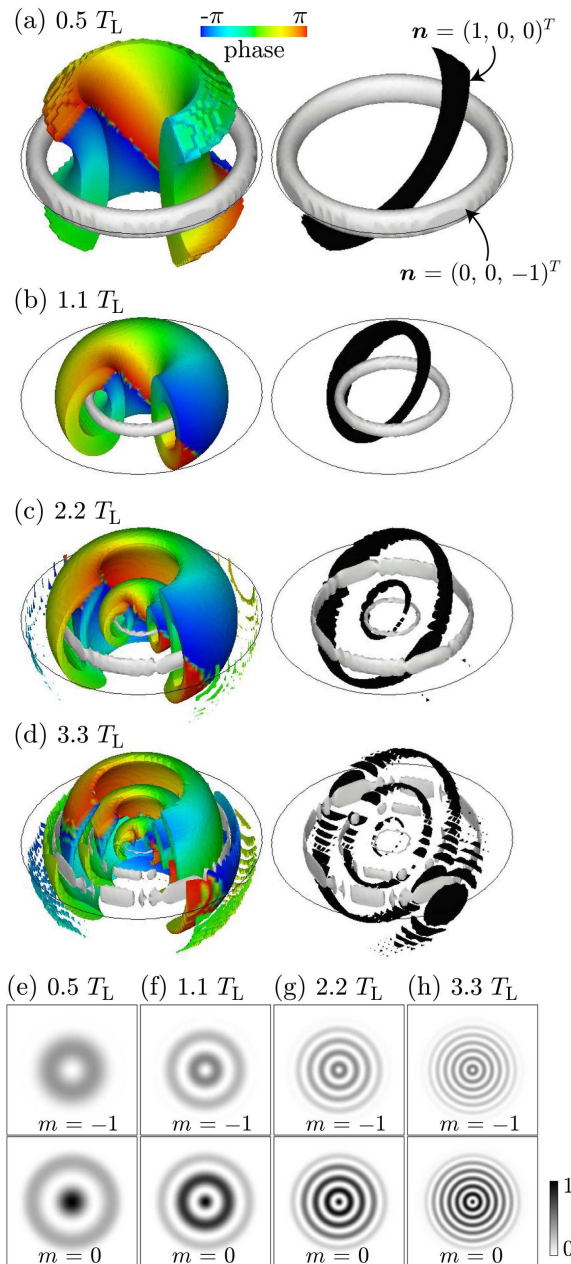 (a) 0.5 T_L
-π π
phase
n = (1, 0, 0)^T
n = (0, 0, −1)^T
(b) 1.1 T_L
(c) 2.2 T_L
(d) 3.3 T_L
(e) 0.5 T_L (f) 1.1 T_L (g) 2.2 T_L (h) 3.3 T_L
m = −1 m = −1 m = −1 m = −1
m = 0 m = 0 m = 0 m = 0
1
0